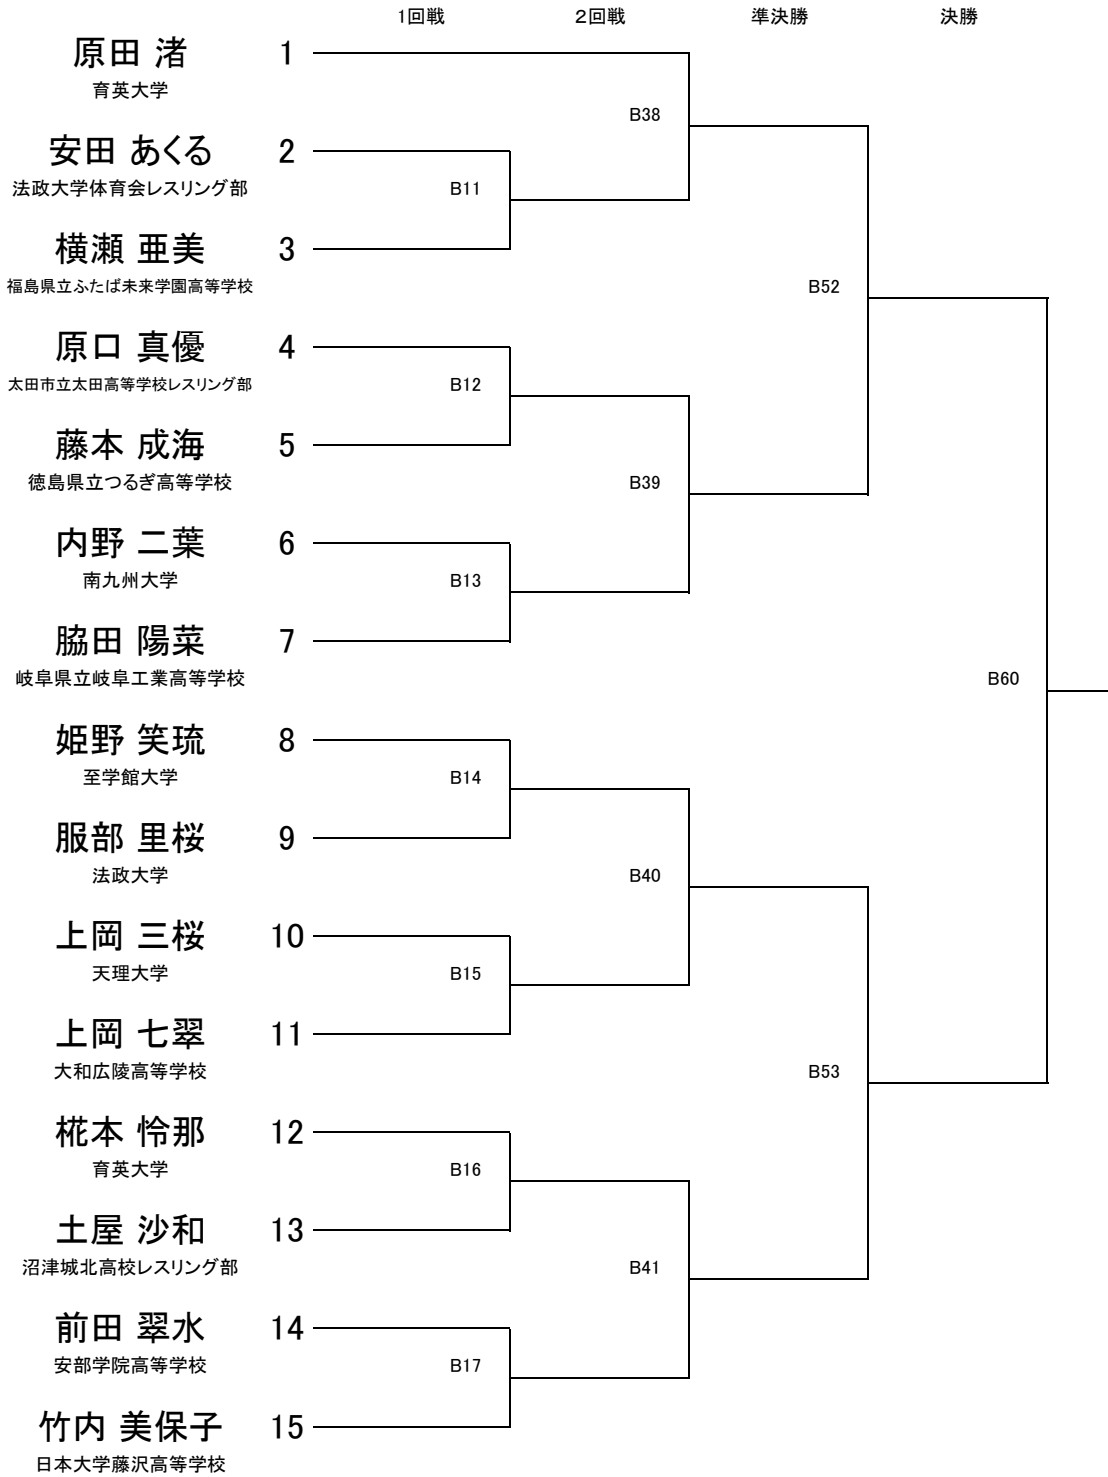 1回戦 2回戦 準決勝 決勝
原田 渚 1
育英大学
B38
安田 あくる 2
法政大学体育会レスリング部 B11
横瀬 亜美 3
福島県立ふたば未来学園高等学校 B52
原口 真優 4
太田市立太田高等学校レスリング部 B12
藤本 成海 5
徳島県立つるぎ高等学校 B39
内野 二葉 6
南九州大学 B13
脇田 陽菜 7
岐阜県立岐阜工業高等学校 B60
姫野 笑琉 8
至学館大学 B14
服部 里桜 9
法政大学 B40
上岡 三桜 10
天理大学 B15
上岡 七翠 11
大和広陵高等学校 B53
椛本 怜那 12
育英大学 B16
土屋 沙和 13
沼津城北高校レスリング部 B41
前田 翠水 14
安部学院高等学校 B17
竹内 美保子 15
日本大学藤沢高等学校